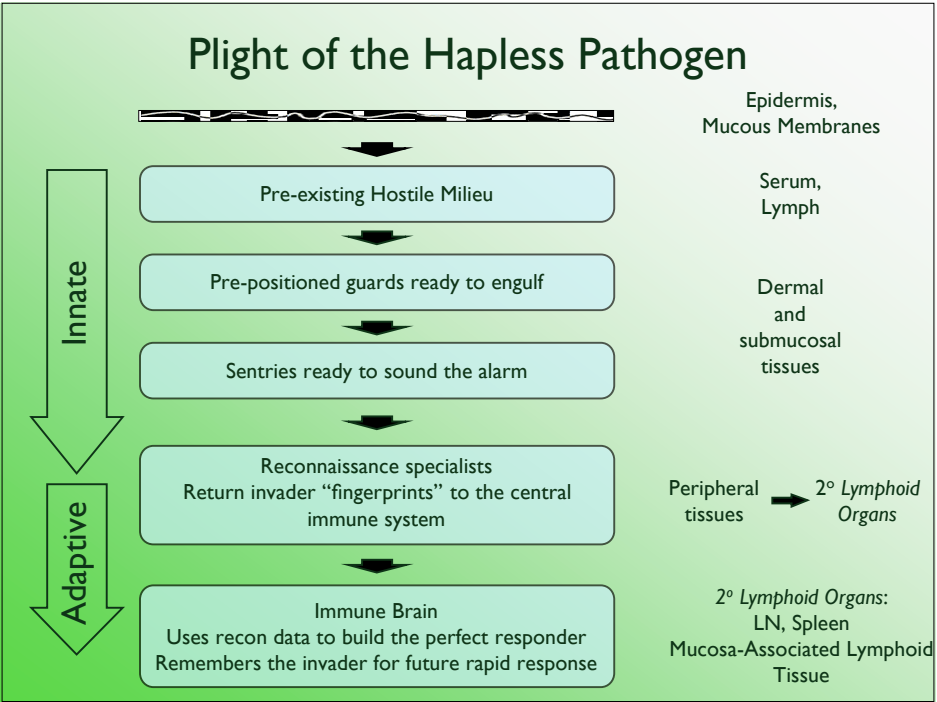 Plight of the Hapless Pathogen
Epidermis,
Mucous Membranes
Innate
Pre-existing Hostile Milieu
Serum,
Lymph
Pre-positioned guards ready to engulf
Dermal
and
submucosal
tissues
Sentries ready to sound the alarm
Adaptive
Reconnaissance specialists
Return invader “fingerprints” to the central
immune system
Peripheral
tissues
2º Lymphoid
Organs
Immune Brain
Uses recon data to build the perfect responder
Remembers the invader for future rapid response
2º Lymphoid Organs:
LN, Spleen
Mucosa-Associated Lymphoid
Tissue